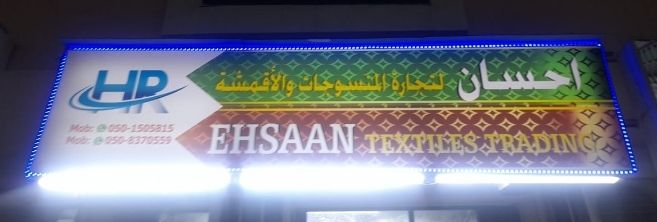 HR
احسان لتجارة المنسوجات والأقمشة
Mob: 050-1505815
Mob: 050-8370559
EHSAAN TEXTILES TRADING